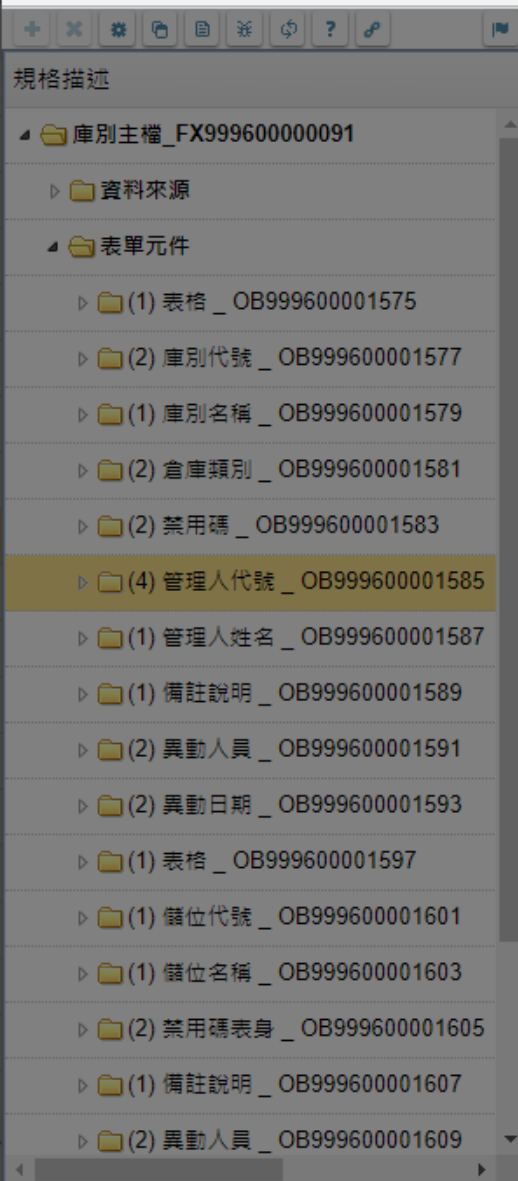 規格描述
庫別主檔_FX999600000091
資料來源
表單元件
(1) 表格 _ OB999600001575
(2) 庫別代號 _ OB999600001577
(1) 庫別名稱 _ OB999600001579
(2) 倉庫類別 _ OB999600001581
(2) 禁用碼 _ OB999600001583
(4) 管理人代號 _ OB999600001585
(1) 管理人姓名 _ OB999600001587
(1) 備註說明 _ OB999600001589
(2) 異動人員 _ OB999600001591
(2) 異動日期 _ OB999600001593
(1) 表格 _ OB999600001597
(1) 儲位代號 _ OB999600001601
(1) 儲位名稱 _ OB999600001603
(2) 禁用碼表身 _ OB999600001605
(1) 備註說明 _ OB999600001607
(2) 異動人員 _ OB999600001609